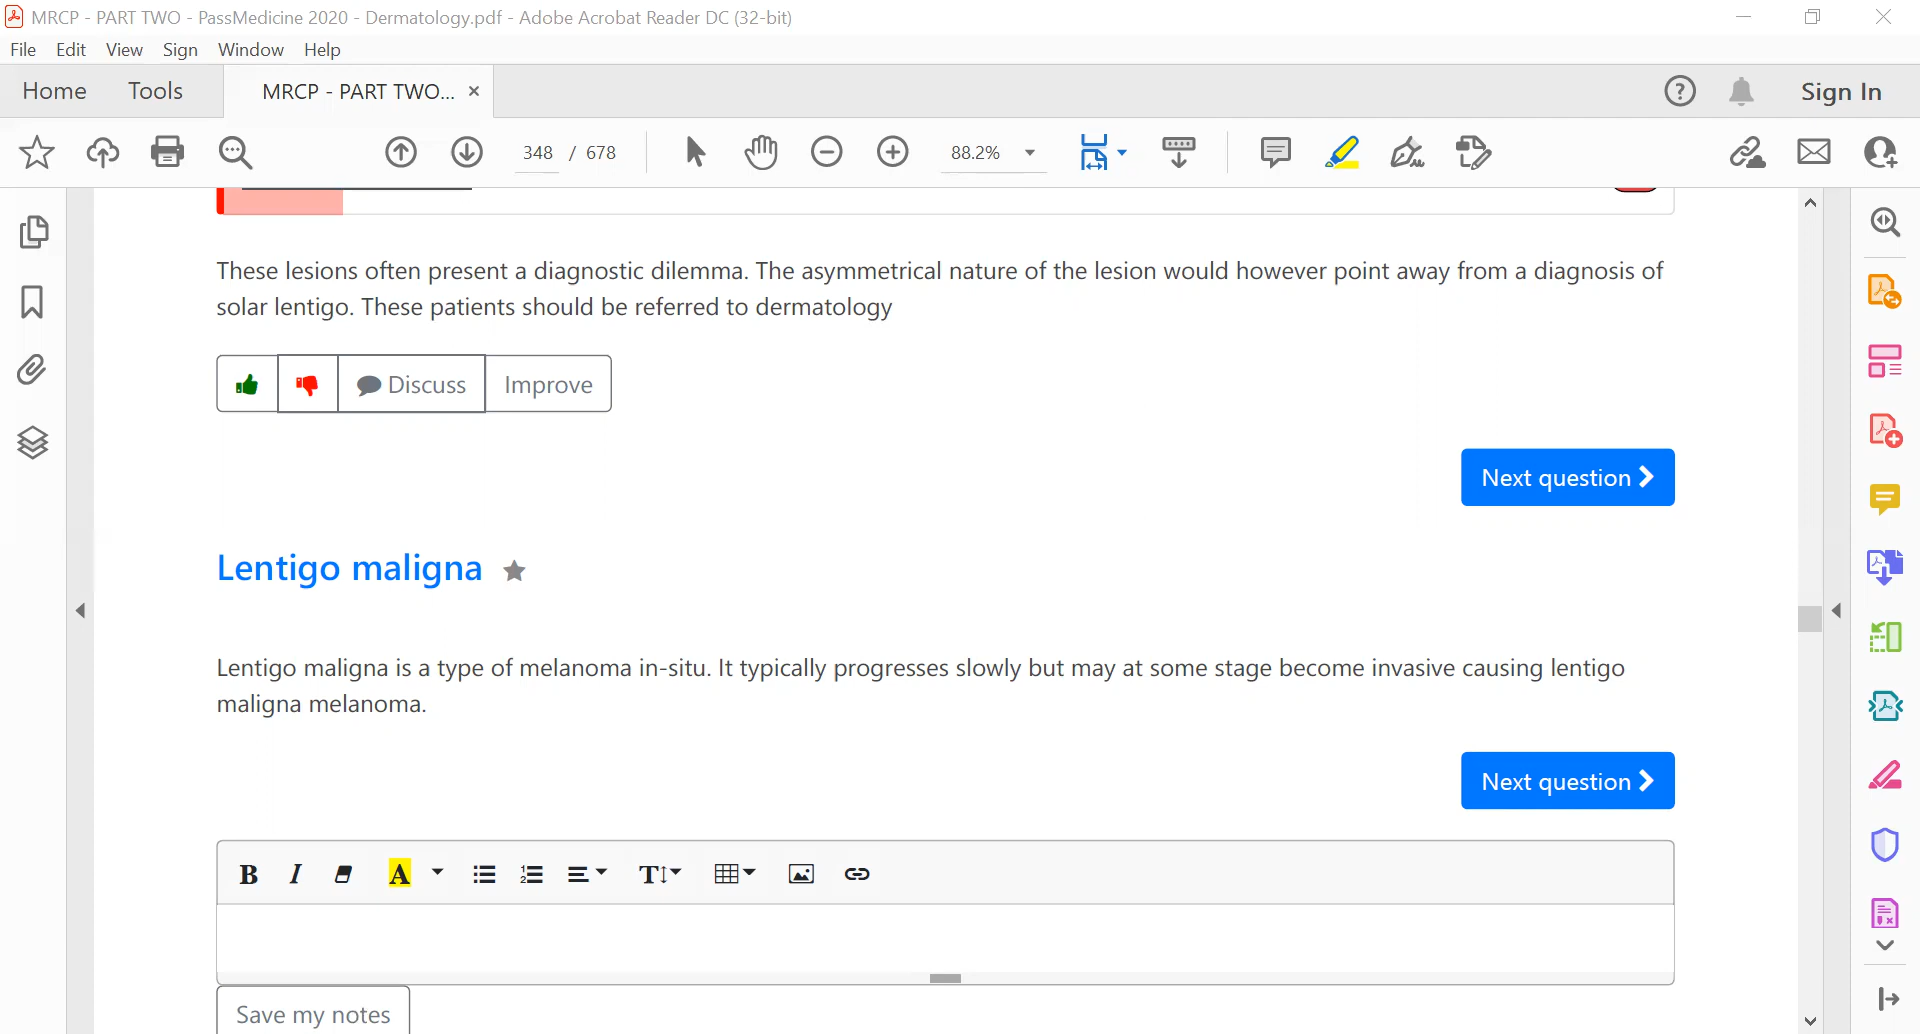 MRCP - PART TWO - PassMedicine 2020 - Dermatology.pdf - Adobe Acrobat Reader DC (32-bit)
File Edit View Sign Window Help
Home Tools MRCP - PART TWO... × Sign In
348 / 678 88.2%
These lesions often present a diagnostic dilemma. The asymmetrical nature of the lesion would however point away from a diagnosis of
solar lentigo. These patients should be referred to dermatology
Discuss Improve
Next question
Lentigo maligna
Lentigo maligna is a type of melanoma in-situ. It typically progresses slowly but may at some stage become invasive causing lentigo
maligna melanoma.
Next question
B I A T
Save my notes